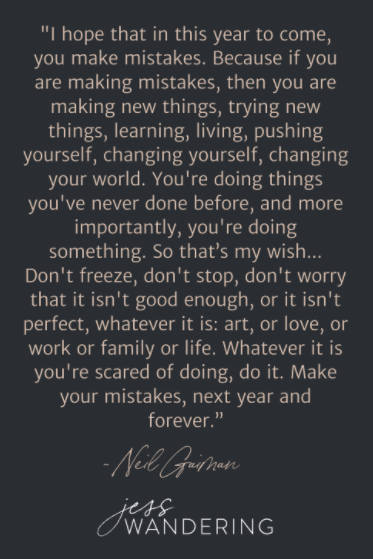 "I hope that in this year to come,
you make mistakes. Because if you
are making mistakes, then you are
making new things, trying new
things, learning, living, pushing
yourself, changing yourself, changing
your world. You're doing things
you've never done before, and more
importantly, you're doing
something. So that’s my wish...
Don't freeze, don't stop, don't worry
that it isn't good enough, or it isn't
perfect, whatever it is: art, or love, or
work or family or life. Whatever it is
you're scared of doing, do it. Make
your mistakes, next year and
forever.”
- Neil Gaiman
jess
WANDERING